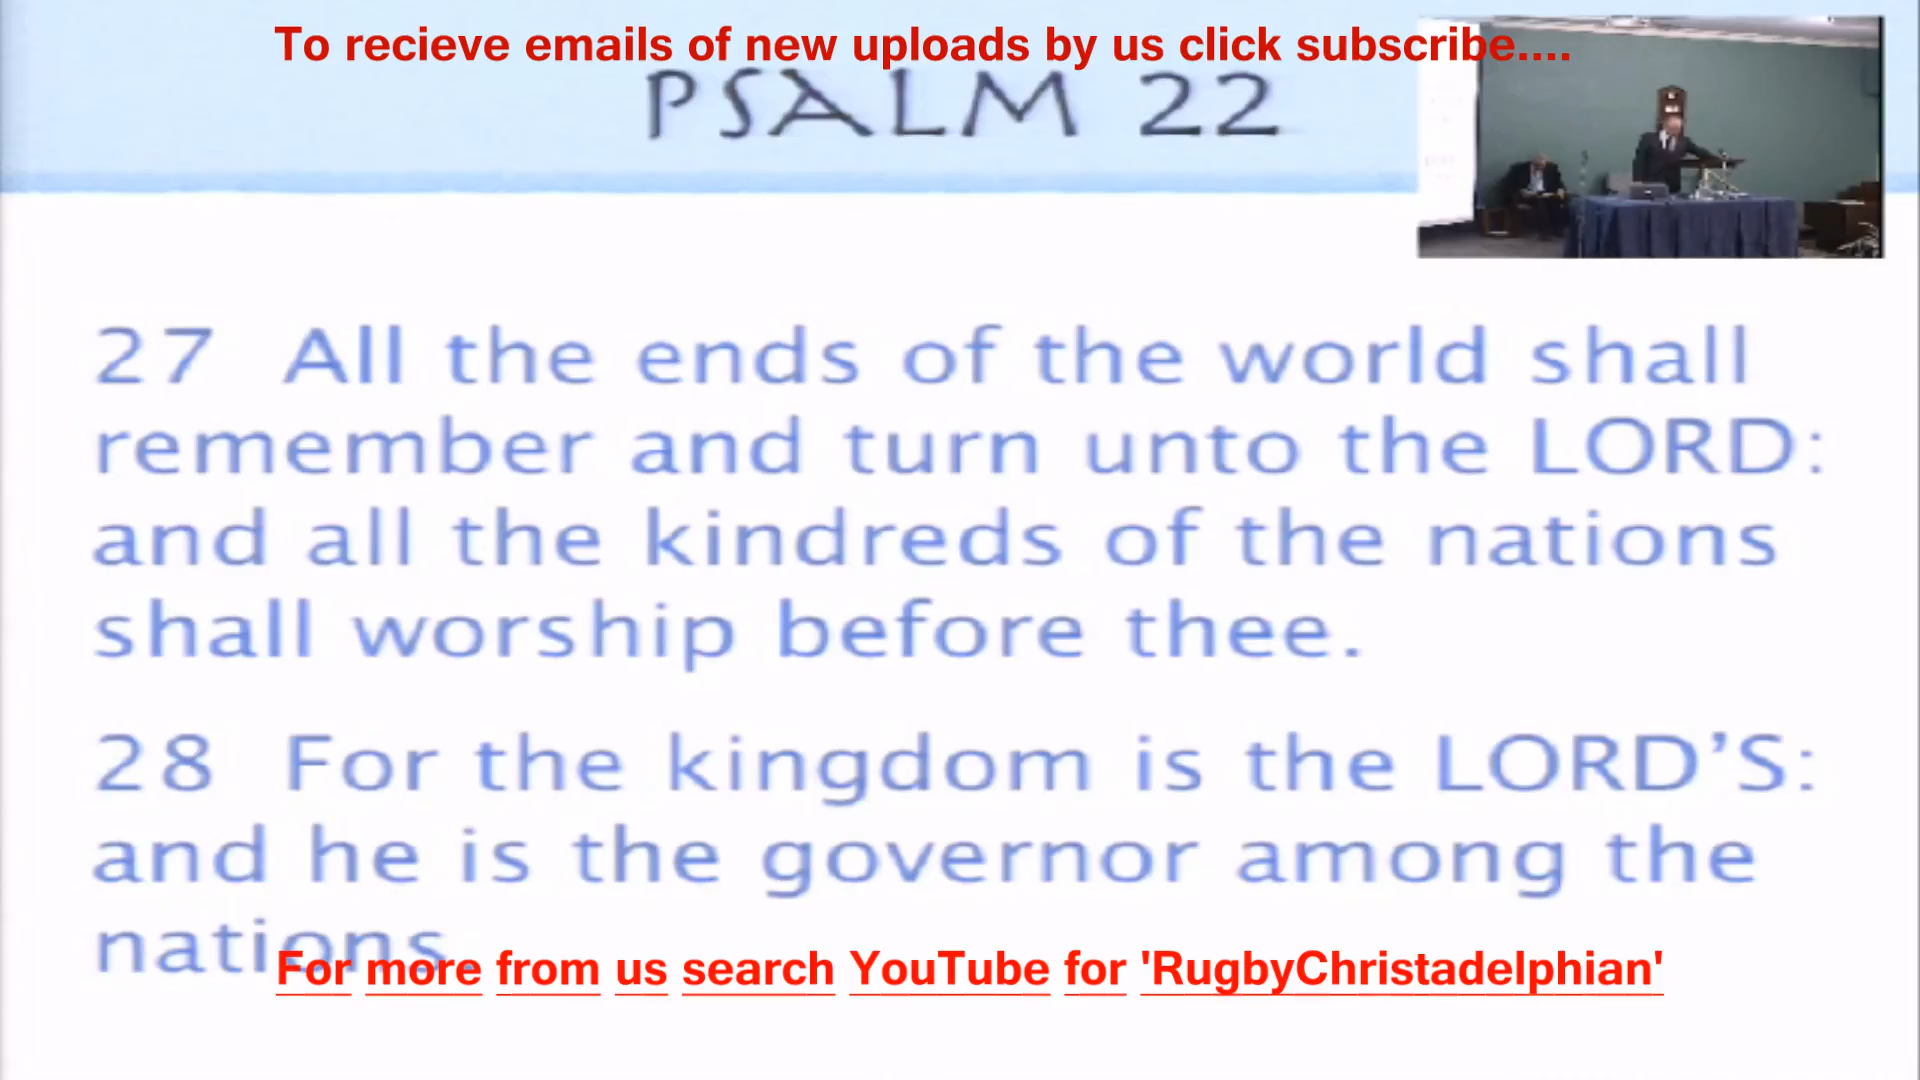 To recieve emails of new uploads by us click subscribe....
PSALM 22
27 All the ends of the world shall
remember and turn unto the LORD:
and all the kindreds of the nations
shall worship before thee.
28 For the kingdom is the LORD'S:
and he is the governor among the
nations.
For more from us search YouTube for 'RugbyChristadelphian'